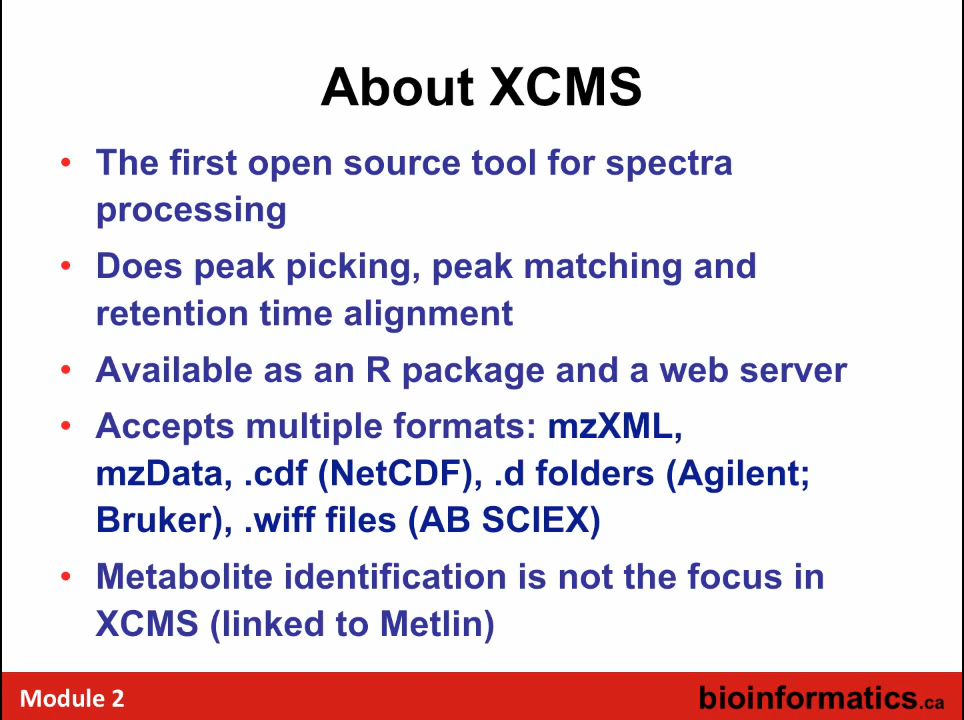 About XCMS
• The first open source tool for spectra
processing
• Does peak picking, peak matching and
retention time alignment
• Available as an R package and a web server
• Accepts multiple formats: mzXML,
mzData, .cdf (NetCDF), .d folders (Agilent;
Bruker), .wiff files (AB SCIEX)
• Metabolite identification is not the focus in
XCMS (linked to Metlin)
Module 2
bioinformatics.ca